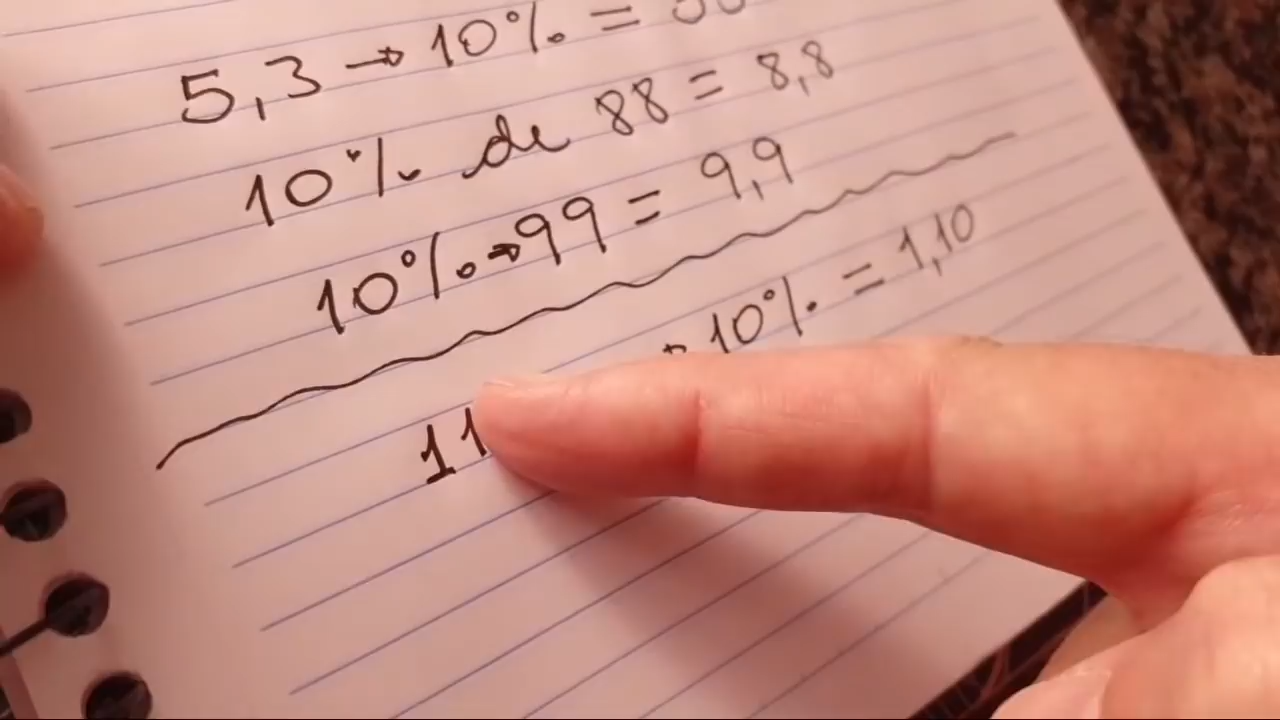 5,3 → 10% =
10% de 88 = 8,8
10% → 99 = 9,9
11 → 10% = 1,10